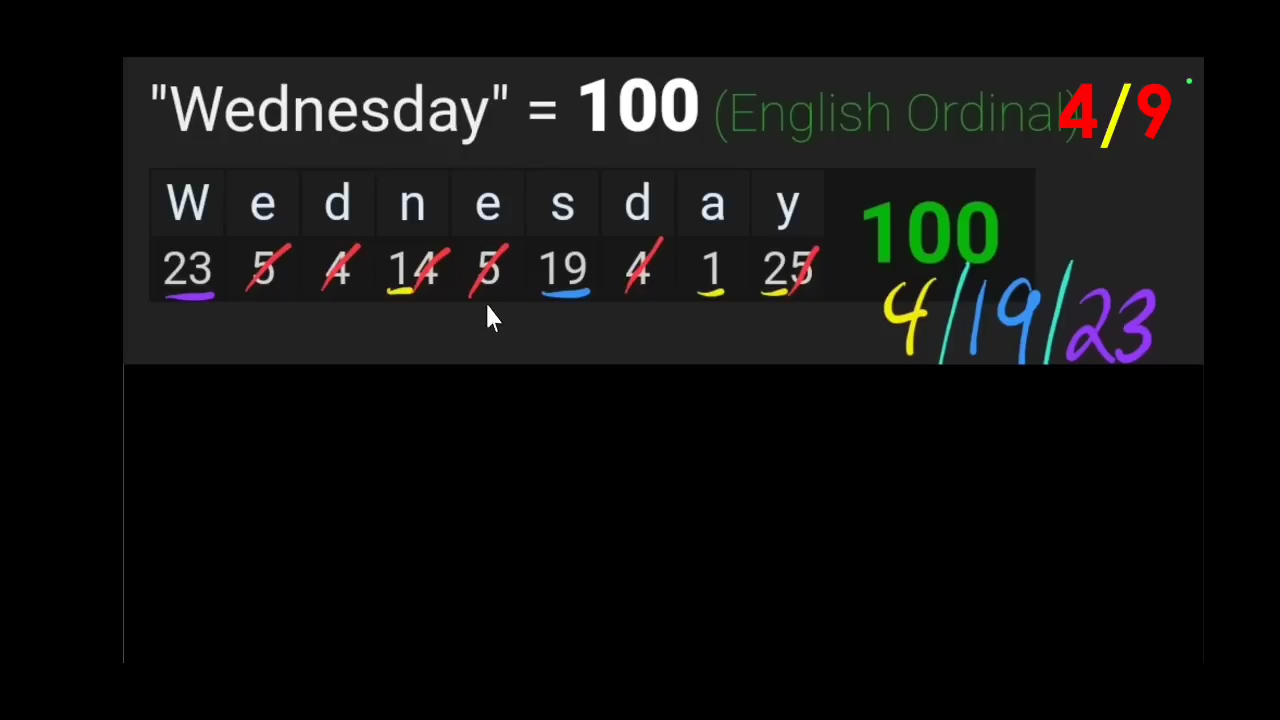 "Wednesday" = 100 (English Ordinal) 4/9
W e d n e s d a y
23 5 4 14 5 19 4 1 25 100
4/19/23